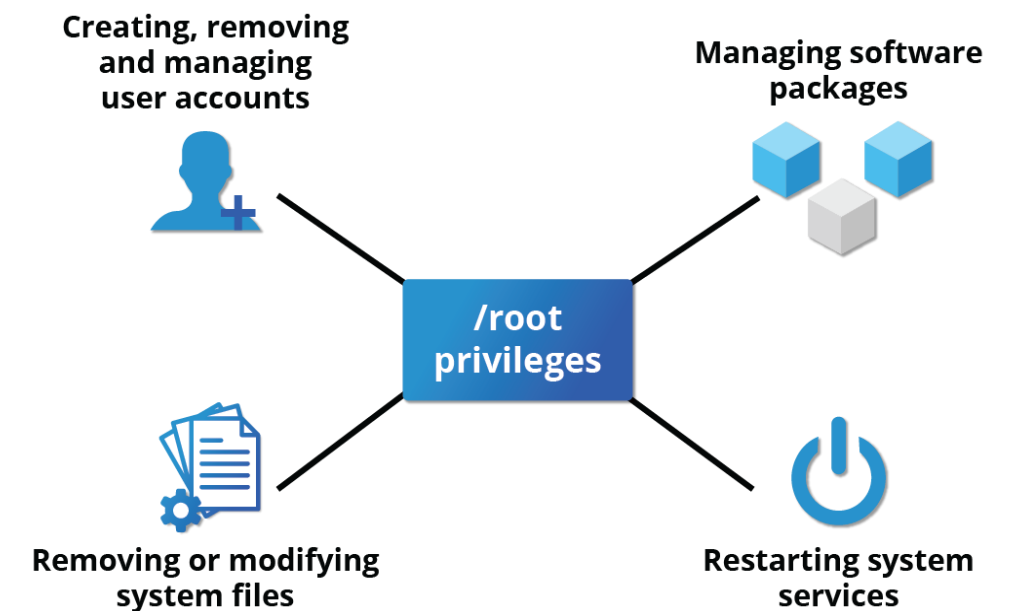 Creating, removing
and managing
user accounts
Managing software
packages
/root
privileges
Removing or modifying
system files
Restarting system
services